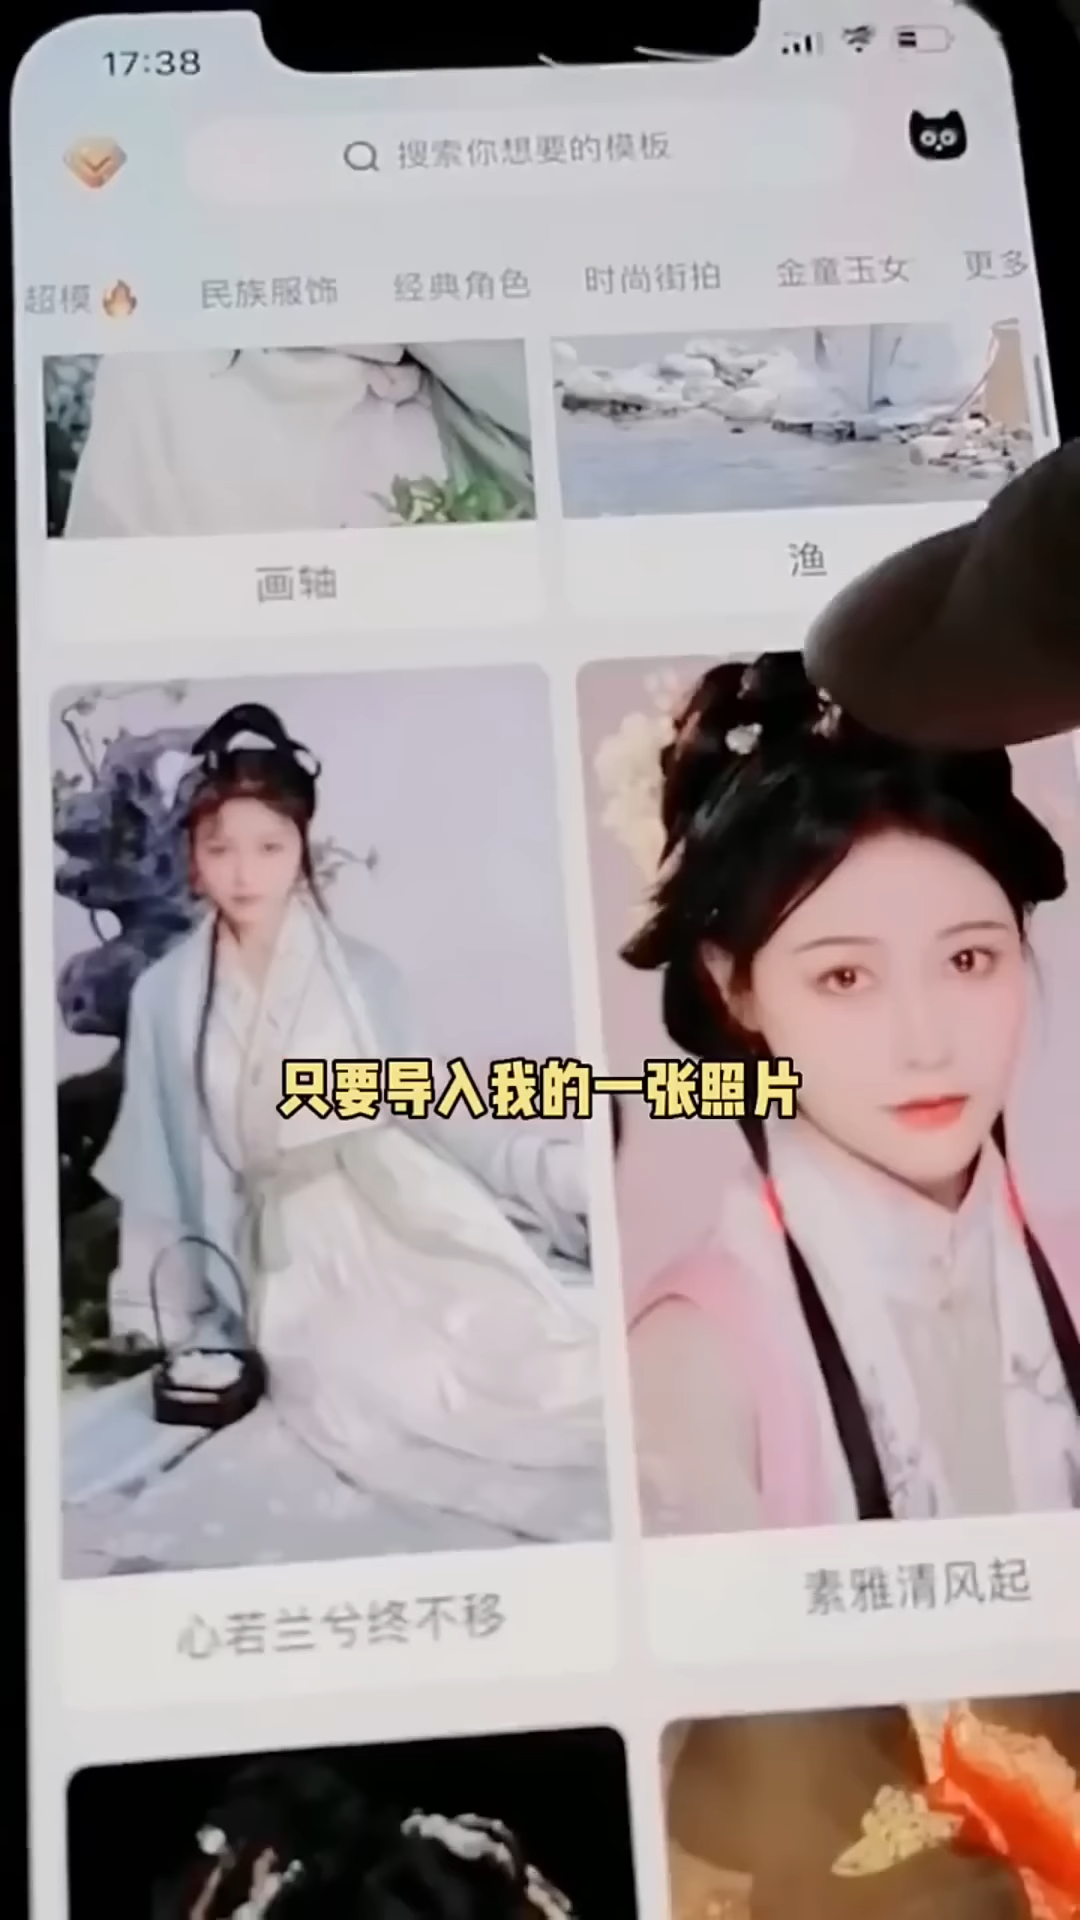 17:38
搜索你想要的模板
超模 民族服饰 经典角色 时尚街拍 金童玉女 更多
画轴
渔
只要导入我的一张照片
心若兰兮终不移
素雅清风起